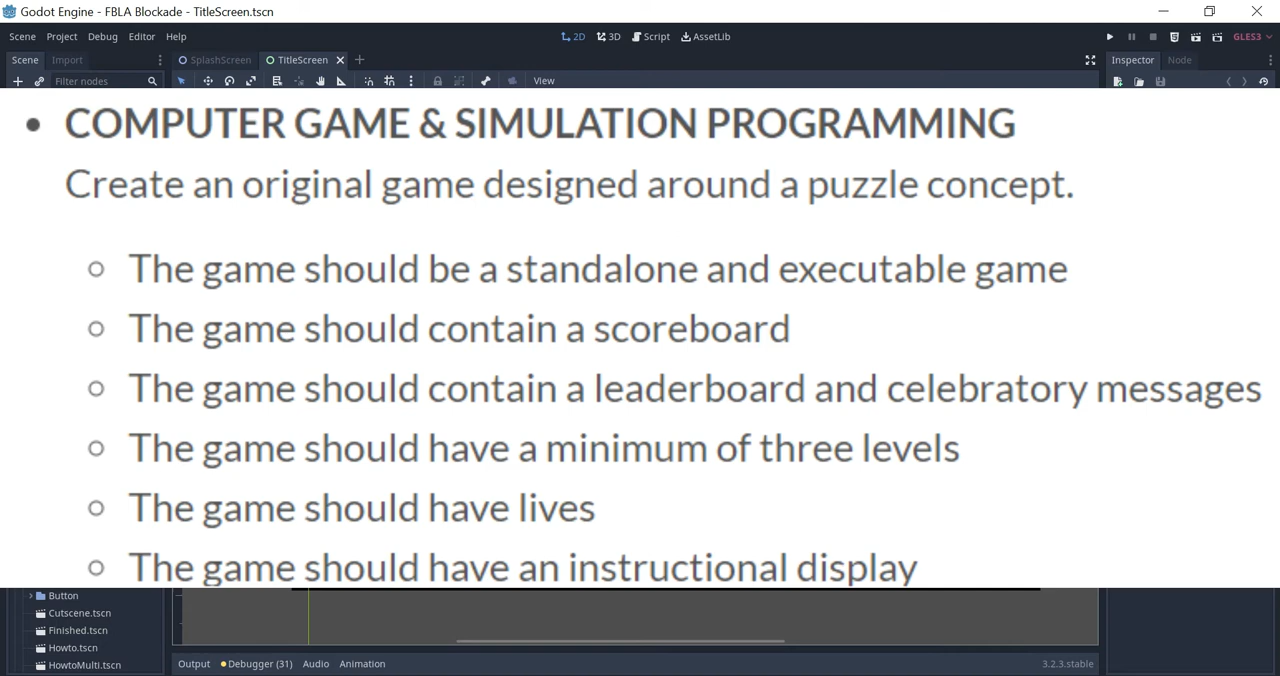 Godot Engine - FBLA Blockade - TitleScreen.tscn
Scene Project Debug Editor Help 2D 3D Script AssetLib GLES3
Scene Import SplashScreen TitleScreen Inspector Node
Filter nodes View
COMPUTER GAME & SIMULATION PROGRAMMING
Create an original game designed around a puzzle concept.
The game should be a standalone and executable game
The game should contain a scoreboard
The game should contain a leaderboard and celebratory messages
The game should have a minimum of three levels
The game should have lives
The game should have an instructional display
Button
Cutscene.tscn
Finished.tscn
Howto.tscn
HowtoMulti.tscn
Output Debugger (31) Audio Animation 3.2.3.stable